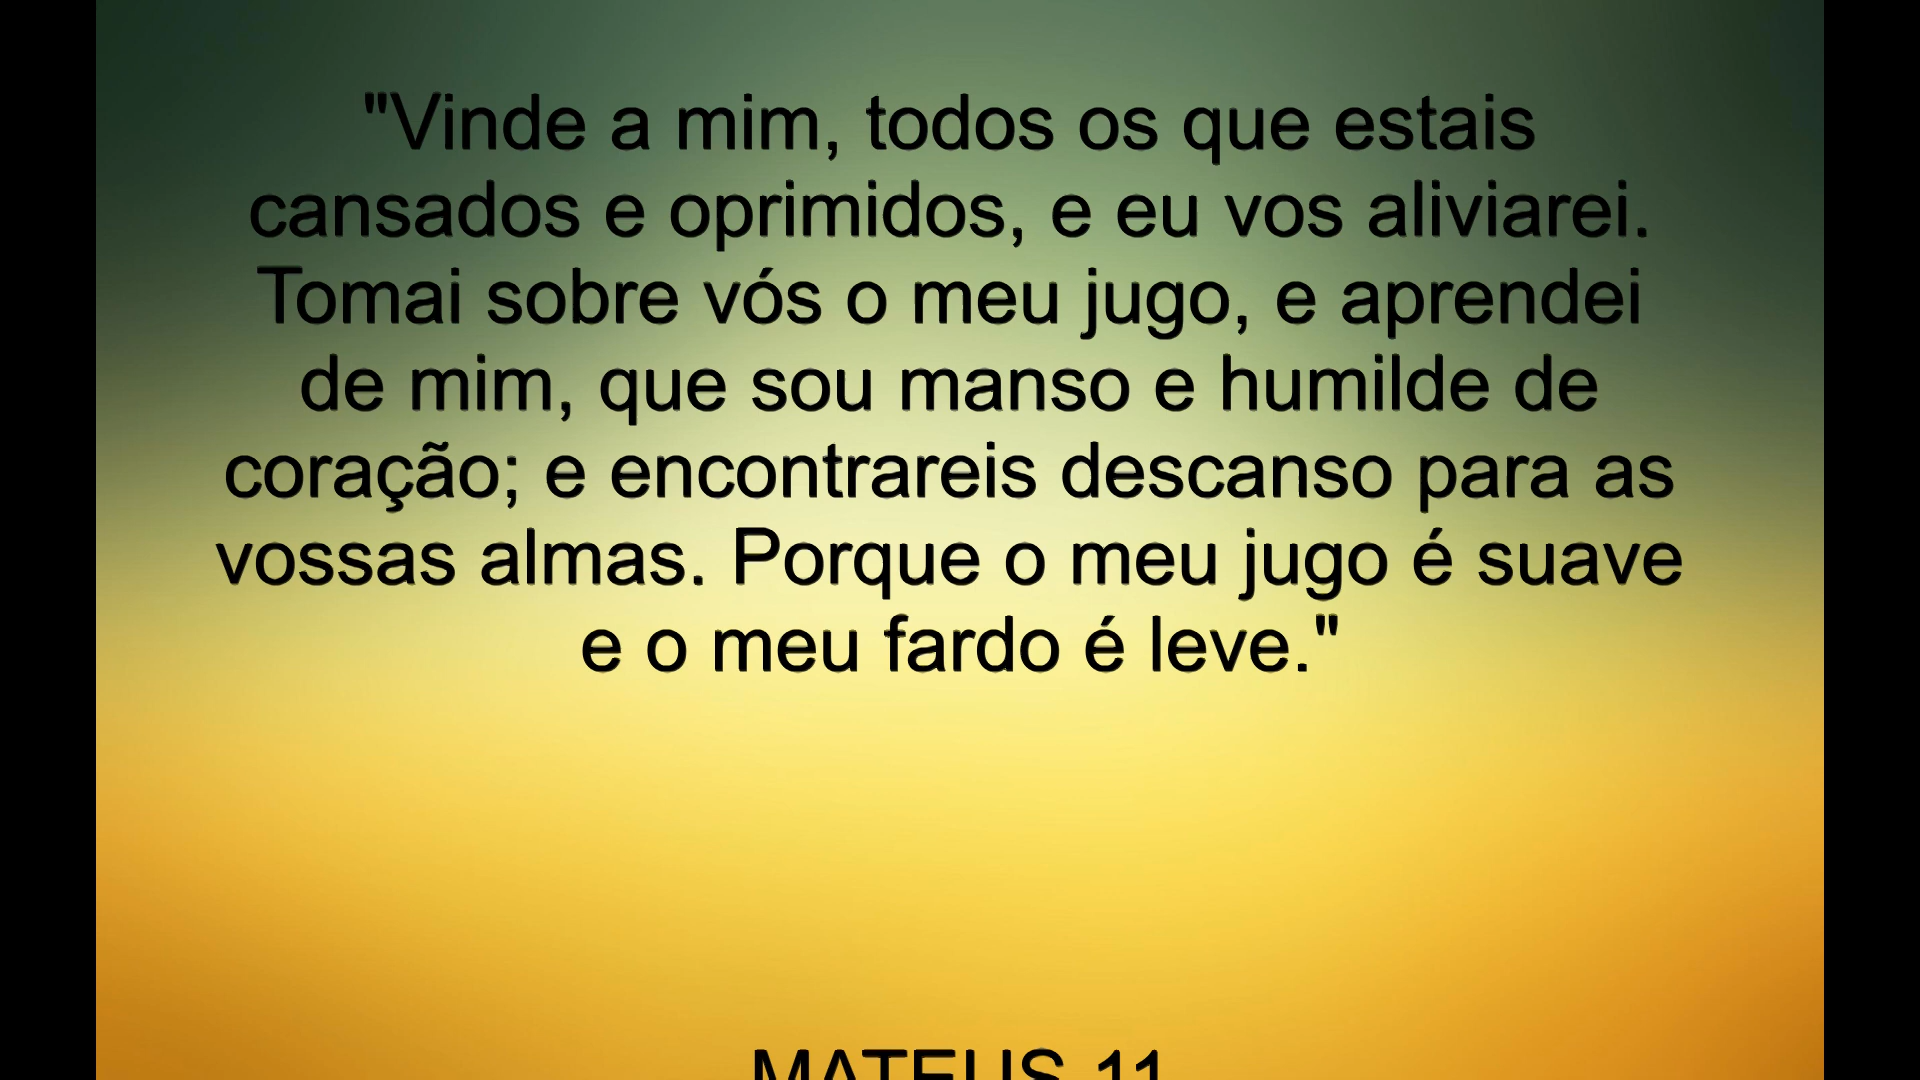 "Vinde a mim, todos os que estais
cansados e oprimidos, e eu vos aliviarei.
Tomai sobre vós o meu jugo, e aprendei
de mim, que sou manso e humilde de
coração; e encontrareis descanso para as
vossas almas. Porque o meu jugo é suave
e o meu fardo é leve."
MATEUS 11